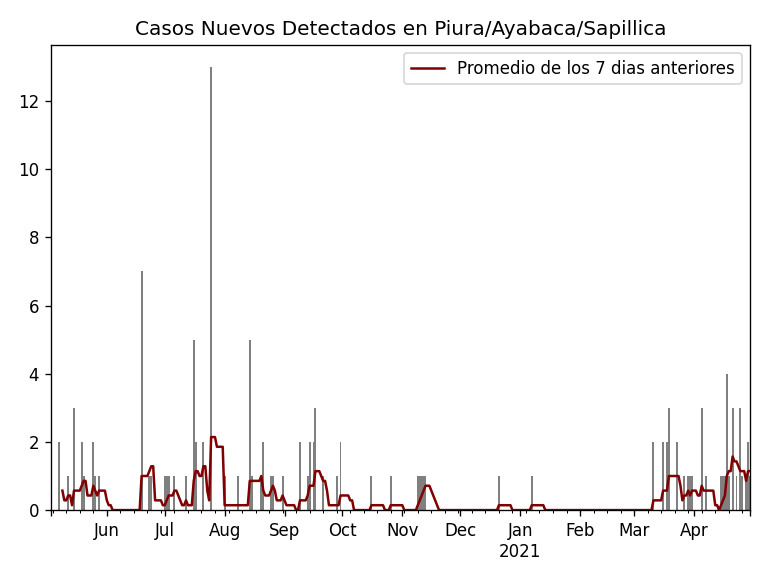 Casos Nuevos Detectados en Piura/Ayabaca/Sapillica
Promedio de los 7 dias anteriores
12
10
8
6
4
2
0
Jun Jul Aug Sep Oct Nov Dec Jan Feb Mar Apr
2021